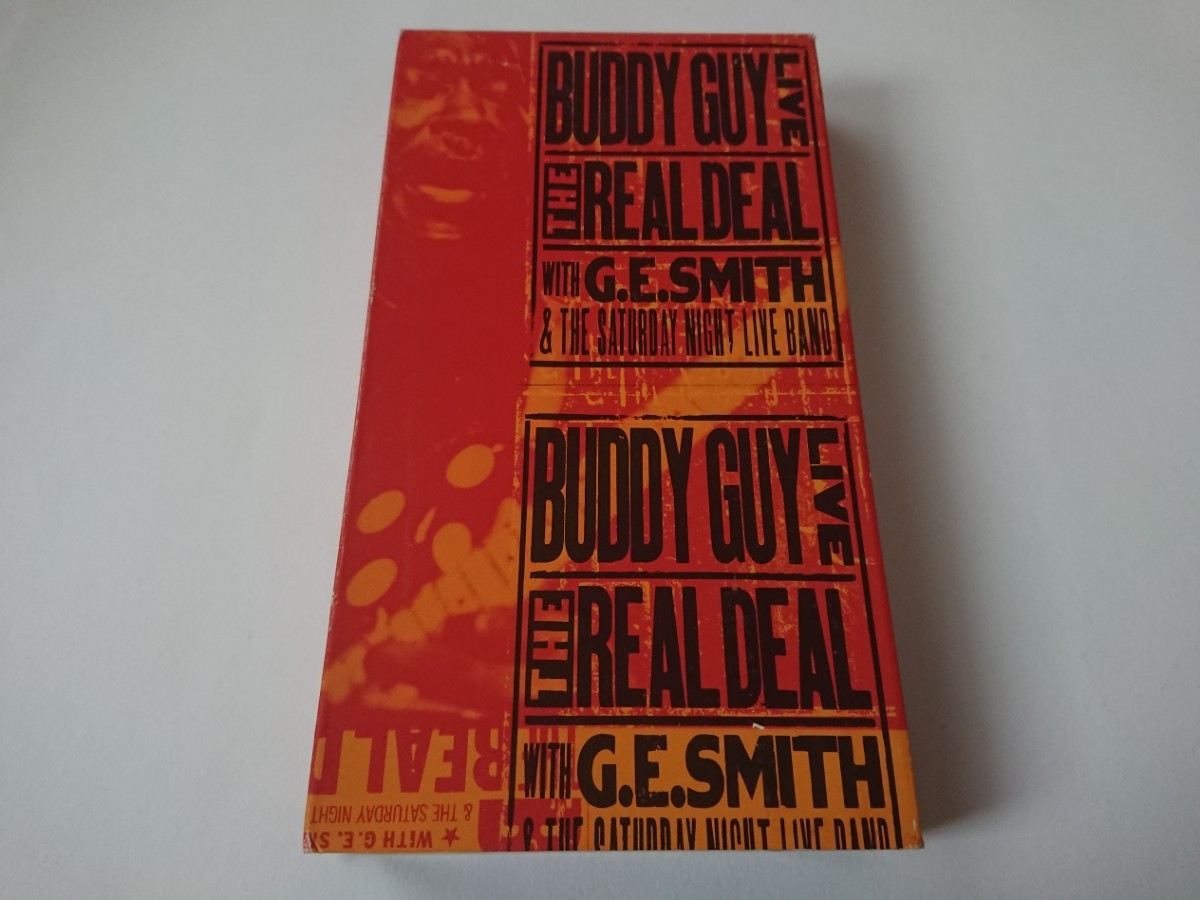 BUDDY GUY LIVE
THE REAL DEAL
WITH G.E.SMITH
& THE SATURDAY NIGHT LIVE BAND
BUDDY GUY LIVE
THE REAL DEAL
WITH G.E.SMITH
& THE SATURDAY NIGHT LIVE BAND
REAL
& THE SATURDAY NIGHT
★ WITH G. E.